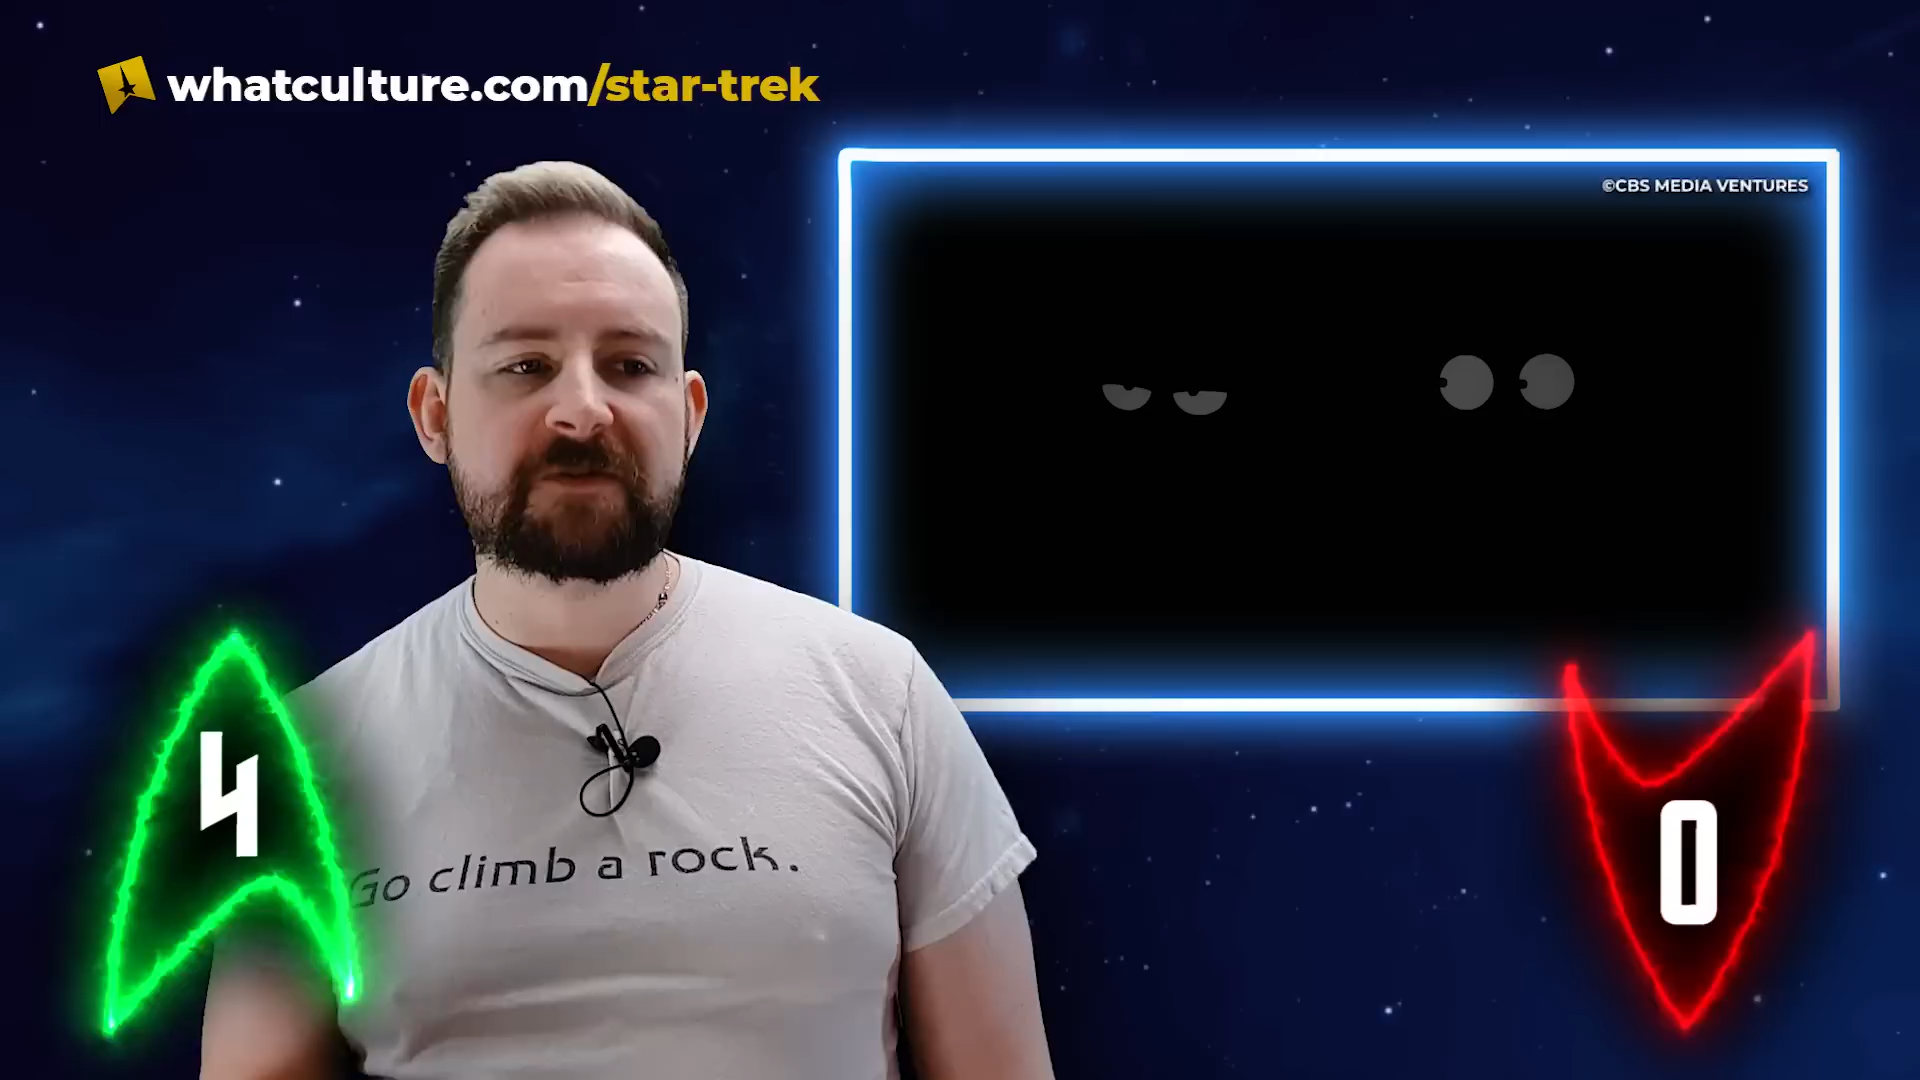 whatculture.com/star-trek
©CBS MEDIA VENTURES
4
Go climb a rock.
0